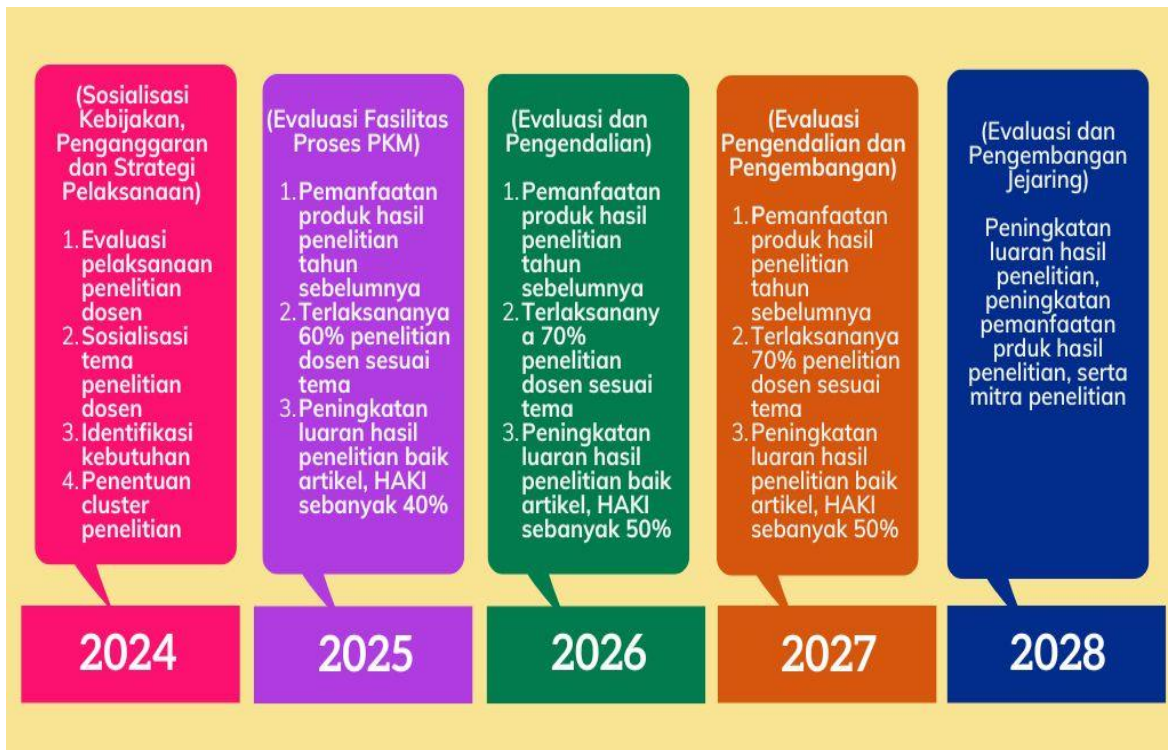 (Sosialisasi
Kebijakan,
Penganggaran
dan Strategi
Pelaksanaan)
1. Evaluasi
pelaksanaan
penelitian
dosen
2. Sosialisasi
tema
penelitian
dosen
3. Identifikasi
kebutuhan
4. Penentuan
cluster
penelitian
2024
(Evaluasi Fasilitas
Proses PKM)
1. Pemanfaatan
produk hasil
penelitian
tahun
sebelumnya
2. Terlaksananya
60% penelitian
dosen sesuai
tema
3. Peningkatan
luaran hasil
penelitian baik
artikel, HAKI
sebanyak 40%
2025
(Evaluasi dan
Pengendalian)
1. Pemanfaatan
produk hasil
penelitian
tahun
sebelumnya
2. Terlaksanany
a 70%
penelitian
dosen sesuai
tema
3. Peningkatan
luaran hasil
penelitian baik
artikel, HAKI
sebanyak 50%
2026
(Evaluasi
Pengendalian dan
Pengembangan)
1. Pemanfaatan
produk hasil
penelitian
tahun
sebelumnya
2. Terlaksananya
70% penelitian
dosen sesuai
tema
3. Peningkatan
luaran hasil
penelitian baik
artikel, HAKI
sebanyak 50%
2027
(Evaluasi dan
Pengembangan
Jejaring)
Peningkatan
luaran hasil
penelitian,
peningkatan
pemanfaatan
prduk hasil
penelitian, serta
mitra penelitian
2028